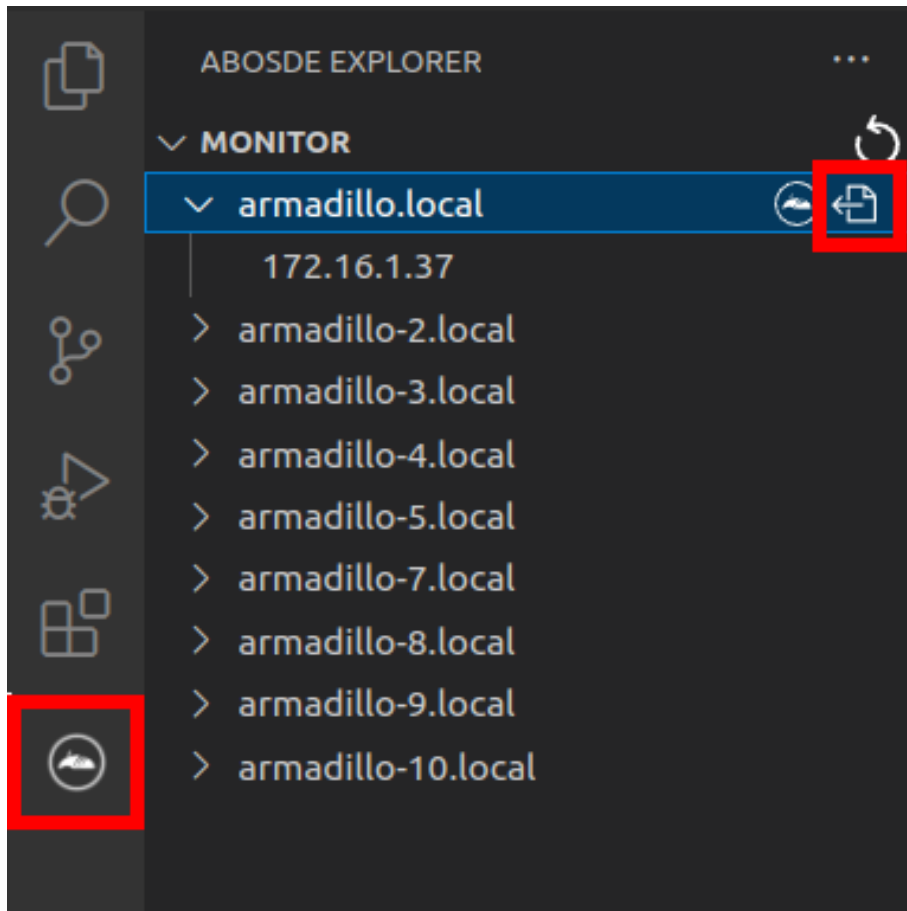 ABOSDE EXPLORER
MONITOR
armadillo.local
172.16.1.37
armadillo-2.local
armadillo-3.local
armadillo-4.local
armadillo-5.local
armadillo-7.local
armadillo-8.local
armadillo-9.local
armadillo-10.local